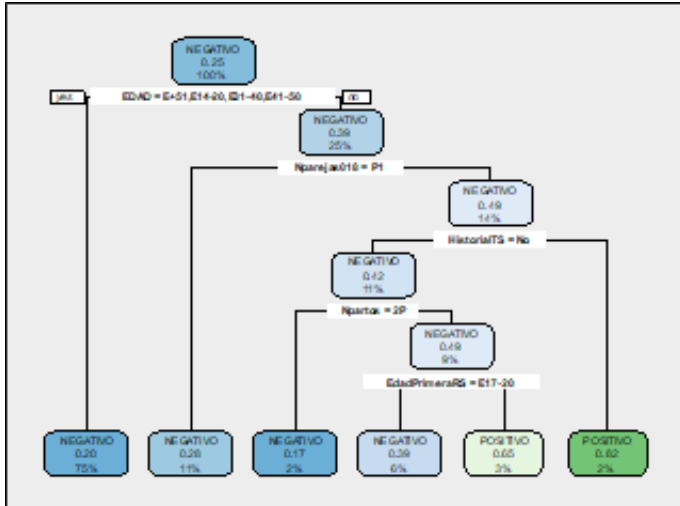 NEGATIVO
0.25
100%
yes EDAD = E+51,E14-20,E31-40,E41-50 no
NEGATIVO
0.39
25%
Nparejas018 = P1
NEGATIVO
0.49
14%
HistorialTS = No
NEGATIVO
0.42
11%
Npartos = 2P
NEGATIVO
0.49
9%
EdadPrimeraRS = E17-20
NEGATIVO
0.20
75%
NEGATIVO
0.28
11%
NEGATIVO
0.17
2%
NEGATIVO
0.39
6%
POSITIVO
0.65
3%
POSITIVO
0.82
2%